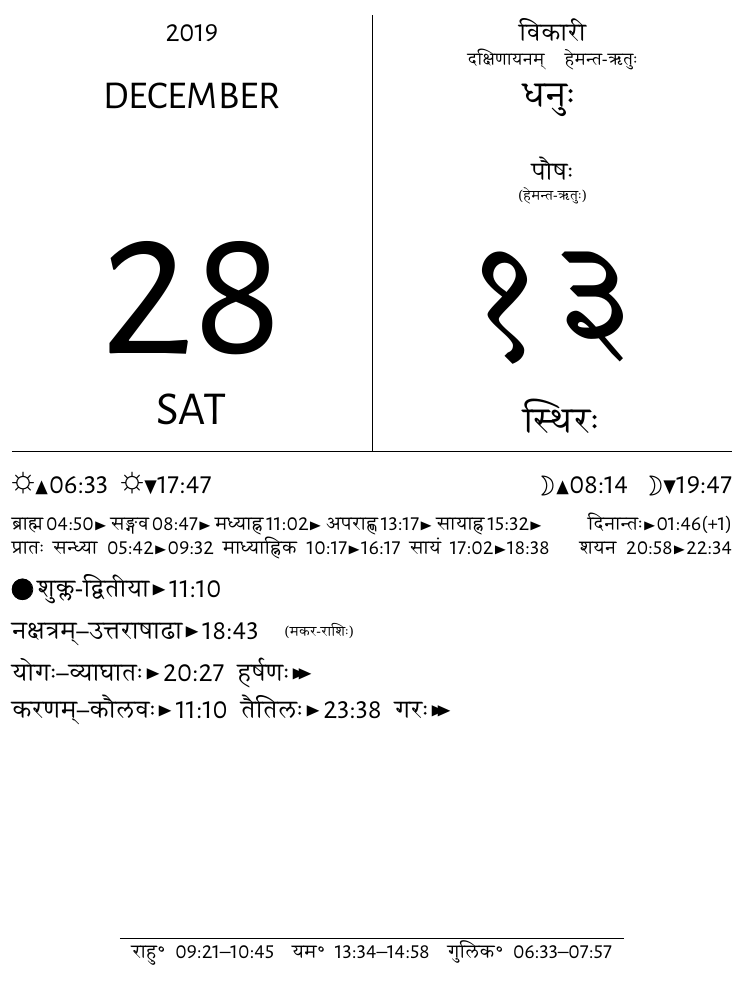 2019
DECEMBER
28
SAT
विकारी
दक्षिणायनम् हेमन्त-ऋतुः
धनुः
पौषः
(हेमन्त-ऋतुः)
१३
स्थिरः
☼▲06:33 ☼▼17:47 ☽▲08:14 ☽▼19:47
ब्राह्म 04:50► सङ्गव 08:47► मध्याह्न 11:02► अपराह्ण 13:17► सायाह्न 15:32► दिनान्तः►01:46(+1)
प्रातः सन्ध्या 05:42►09:32 माध्याह्निक 10:17►16:17 सायं 17:02►18:38 शयन 20:58►22:34
●शुक्ल-द्वितीया►11:10
नक्षत्रम्–उत्तराषाढा►18:43 (मकर-राशिः)
योगः–व्याघातः►20:27 हर्षणः►►
करणम्–कौलवः►11:10 तैतिलः►23:38 गरः►►
राहु° 09:21–10:45 यम° 13:34–14:58 गुलिक° 06:33–07:57